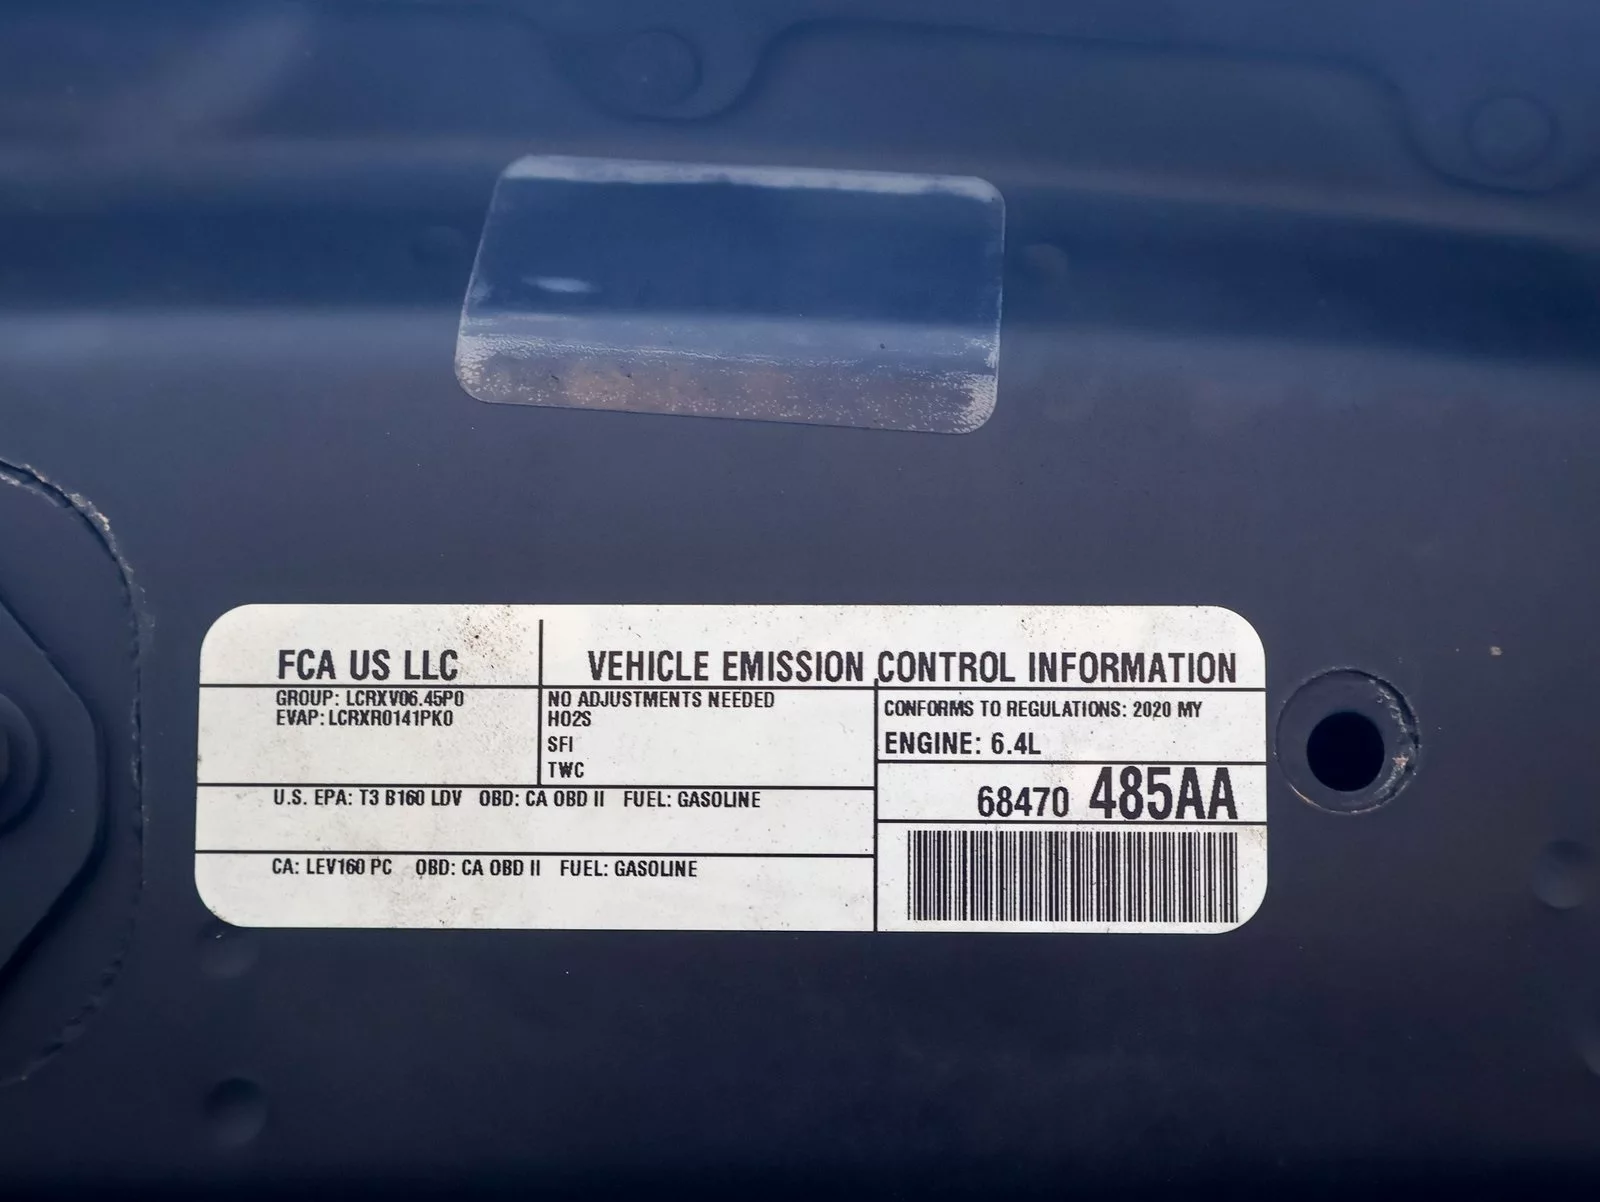 FCA US LLC
VEHICLE EMISSION CONTROL INFORMATION
GROUP: LCRXV06.45P0
EVAP: LCRXR0141PK0
NO ADJUSTMENTS NEEDED
HO2S
SFI
TWC
CONFORMS TO REGULATIONS: 2020 MY
ENGINE: 6.4L
68470 485AA
U.S. EPA: T3 B160 LDV OBD: CA OBD II FUEL: GASOLINE
CA: LEV160 PC OBD: CA OBD II FUEL: GASOLINE